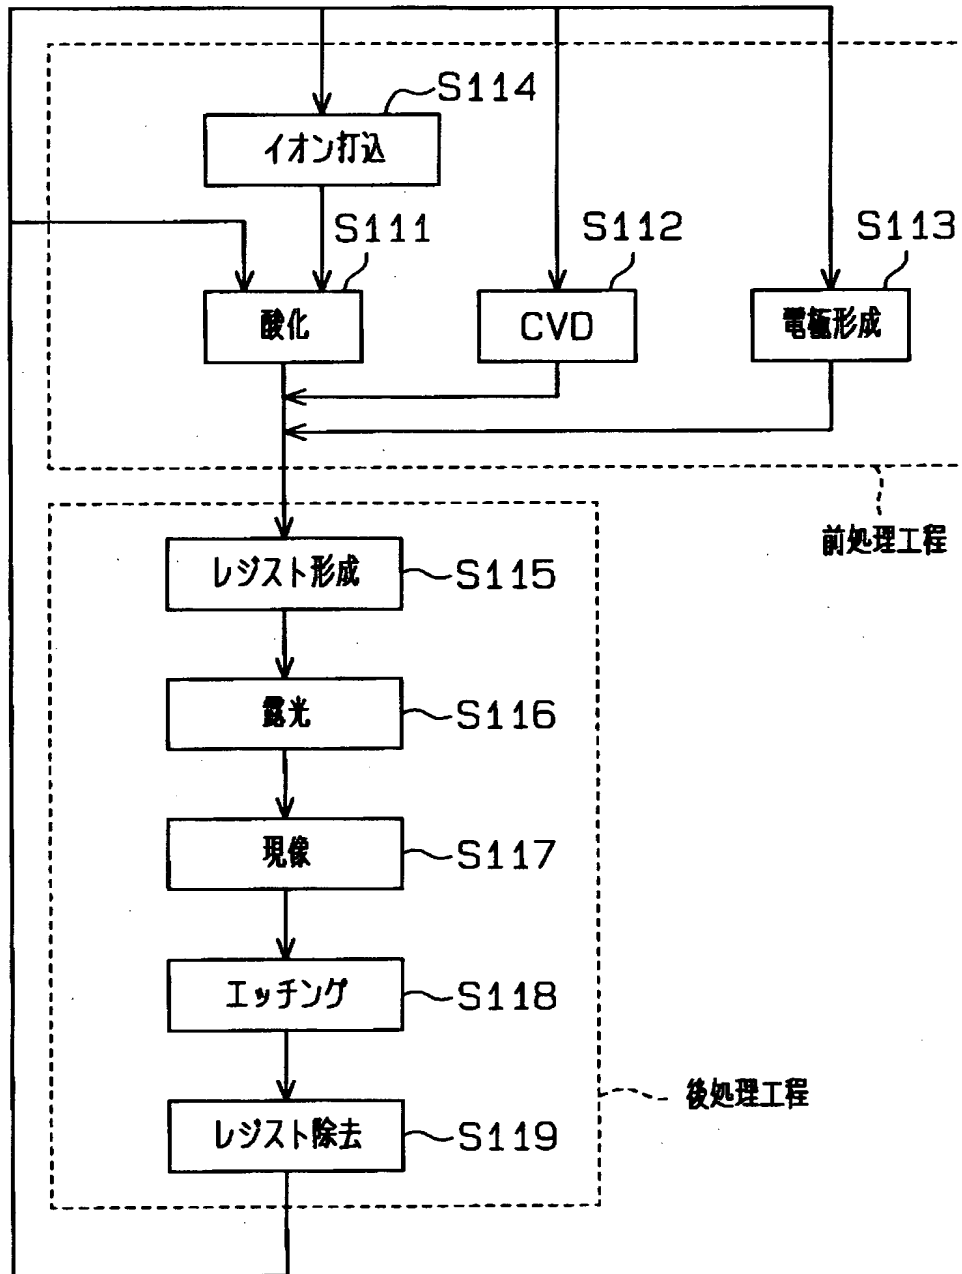 S114
イオン打込
S111
S112
S113
酸化
CVD
電極形成
前処理工程
レジスト形成
S115
露光
S116
現像
S117
エッチング
S118
後処理工程
レジスト除去
S119